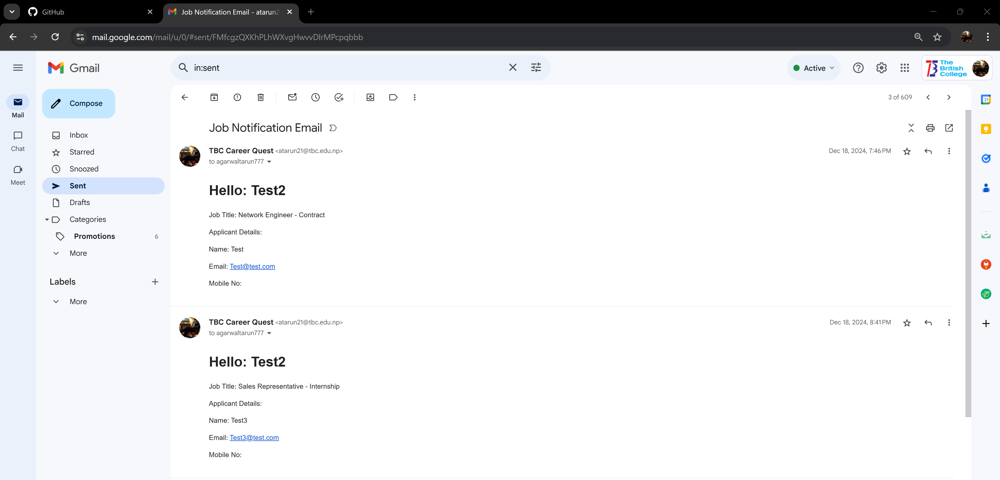 GitHub
Job Notification Email - atarun2
mail.google.com/mail/u/0/#sent/FMfcgzQXKhPLhWXvgHwvvDlrMPcpqbbb
Gmail
in:sent
Active
The
British
College
Compose
3 of 609
31
Mail
Chat
Meet
Inbox
Starred
Snoozed
Sent
Drafts
Categories
Promotions 6
More
Labels
More
Job Notification Email
TBC Career Quest <atarun21@tbc.edu.np> Dec 18, 2024, 7:46 PM
to agarwaltarun777
Hello: Test2
Job Title: Network Engineer - Contract
Applicant Details:
Name: Test
Email: Test@test.com
Mobile No:
TBC Career Quest <atarun21@tbc.edu.np> Dec 18, 2024, 8:41 PM
to agarwaltarun777
Hello: Test2
Job Title: Sales Representative - Internship
Applicant Details:
Name: Test3
Email: Test3@test.com
Mobile No: